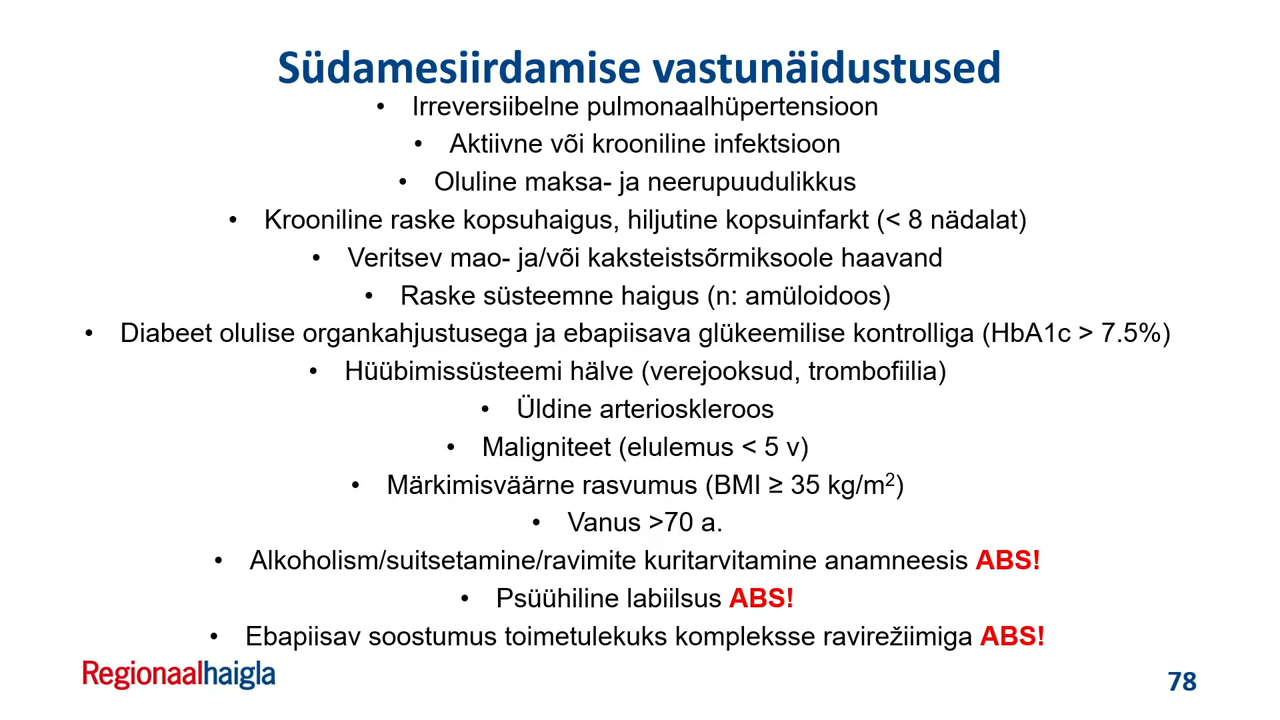 Südamesiirdamise vastunäidustused
• Irreversiibelne pulmonaalhüpertensioon
• Aktiivne või krooniline infektsioon
• Oluline maksa- ja neerupuudulikkus
• Krooniline raske kopsuhaigus, hiljutine kopsuinfarkt (< 8 nädalat)
• Veritsev mao- ja/või kaksteistsõrmiksoole haavand
• Raske süsteemne haigus (n: amüloidoos)
• Diabeet olulise organkahjustusega ja ebapiisava glükeemilise kontrolliga (HbA1c > 7.5%)
• Hüübimissüsteemi hälve (verejooksud, trombofiilia)
• Üldine arterioskleroos
• Maligniteet (elulemus < 5 v)
• Märkimisväärne rasvumus (BMI ≥ 35 kg/m²)
• Vanus >70 a.
• Alkoholism/suitsetamine/ravimite kuritarvitamine anamneesis ABS!
• Psüühiline labiilsus ABS!
• Ebapiisav soostumus toimetulekuks komplekse ravirežiimiga ABS!
Regionaalhaigla
78